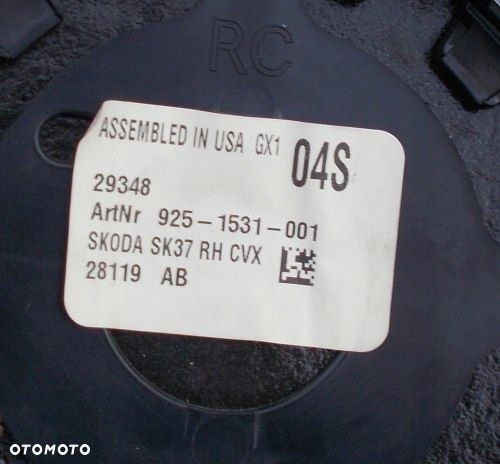 RC
ASSEMBLED IN USA GX1 04S
29348
ArtNr 925-1531-001
SKODA SK37 RH CVX
28119 AB
OTOMOTO